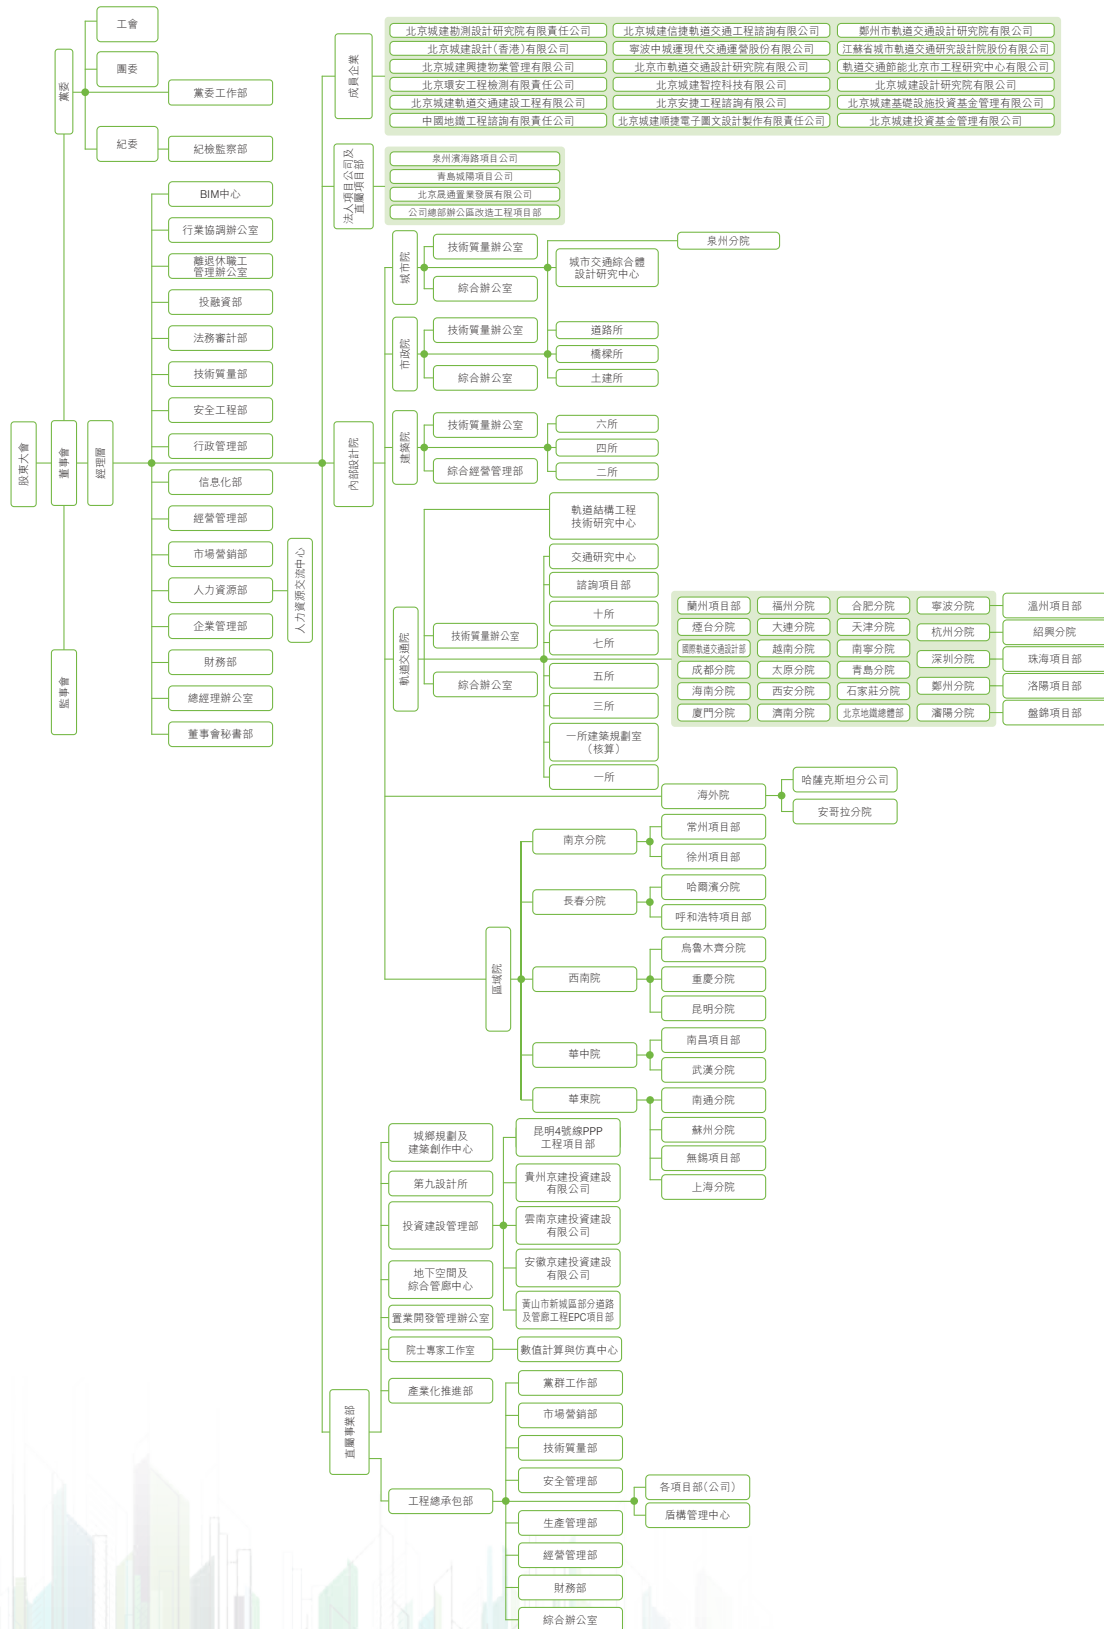 工會
團委
黨委
黨委工作部
紀委
紀檢監察部
股東大會
董事會
經理層
監事會
BIM中心
行業協調辦公室
離退休職工
管理辦公室
投融資部
法務審計部
技術質量部
安全工程部
行政管理部
信息化部
經營管理部
市場營銷部
人力資源部
人力資源交流中心
企業管理部
財務部
總經理辦公室
董事會秘書部
成員企業
北京城建勘測設計研究院有限責任公司
北京城建信捷軌道交通工程諮詢有限公司
鄭州市軌道交通設計研究院有限公司
北京城建設計(香港)有限公司
寧波中城運現代交通運營股份有限公司
江蘇省城市軌道交通研究設計院股份有限公司
北京城建興捷物業管理有限公司
北京市軌道交通設計研究院有限公司
軌道交通節能北京市工程研究中心有限公司
北京環安工程檢測有限責任公司
北京城建智控科技有限公司
北京城建設計研究院有限公司
北京城建軌道交通建設工程有限公司
北京安捷工程諮詢有限公司
北京城建基礎設施投資基金管理有限公司
中國地鐵工程諮詢有限責任公司
北京城建順捷電子圖文設計製作有限責任公司
北京城建投資基金管理有限公司
法人項目公司及
直屬項目部
泉州濱海路項目公司
青島城陽項目公司
北京晟通置業發展有限公司
公司總部辦公區改造工程項目部
內部設計院
城市院
技術質量辦公室
綜合辦公室
城市交通綜合體
設計研究中心
泉州分院
市政院
技術質量辦公室
綜合辦公室
道路所
橋樑所
土建所
建築院
技術質量辦公室
綜合經營管理部
六所
四所
二所
軌道交通院
技術質量辦公室
綜合辦公室
軌道結構工程
技術研究中心
交通研究中心
諮詢項目部
十所
七所
五所
三所
一所建築規劃室
(核算)
一所
蘭州項目部
福州分院
合肥分院
寧波分院
溫州項目部
煙台分院
大連分院
天津分院
杭州分院
紹興分院
國際軌道交通設計部
越南分院
南寧分院
深圳分院
珠海項目部
成都分院
太原分院
青島分院
鄭州分院
洛陽項目部
海南分院
西安分院
石家莊分院
廈門分院
濟南分院
北京地鐵總體部
瀋陽分院
盤錦項目部
海外院
哈薩克斯坦分公司
安哥拉分院
區域院
南京分院
常州項目部
徐州項目部
長春分院
哈爾濱分院
呼和浩特項目部
西南院
烏魯木齊分院
重慶分院
昆明分院
華中院
南昌項目部
武漢分院
華東院
南通分院
蘇州分院
無錫項目部
上海分院
直屬事業部
城鄉規劃及
建築創作中心
第九設計所
投資建設管理部
昆明4號線PPP
工程項目部
貴州京建投資建設
有限公司
雲南京建投資建設
有限公司
安徽京建投資建設
有限公司
黃山市新城區部分道路
及管廊工程EPC項目部
地下空間及
綜合管廊中心
置業開發管理辦公室
院士專家工作室
數值計算與仿真中心
產業化推進部
工程總承包部
黨群工作部
市場營銷部
技術質量部
安全管理部
各項目部(公司)
盾構管理中心
生產管理部
經營管理部
財務部
綜合辦公室